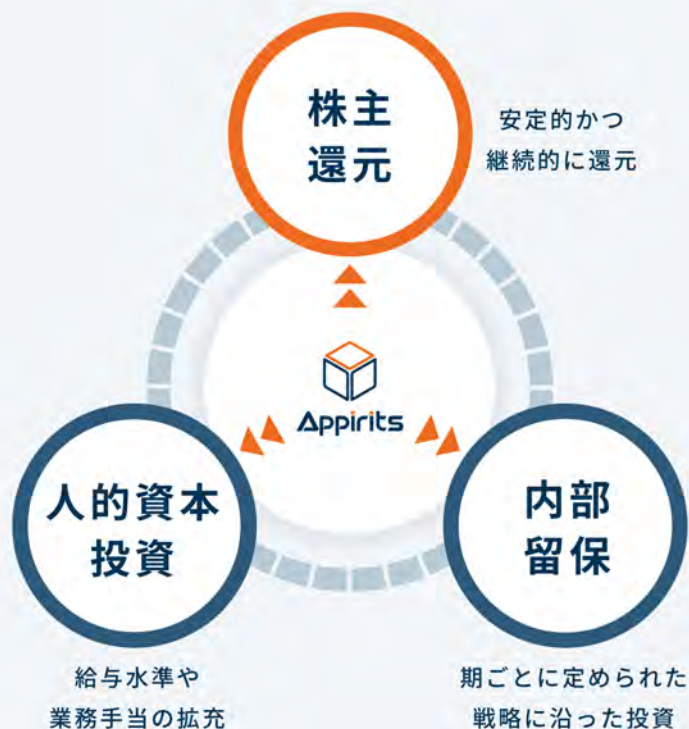 株主
還元
安定的かつ
継続的に還元
Appirits
人的資本
投資
給与水準や
業務手当の拡充
内部
留保
期ごとに定められた
戦略に沿った投資